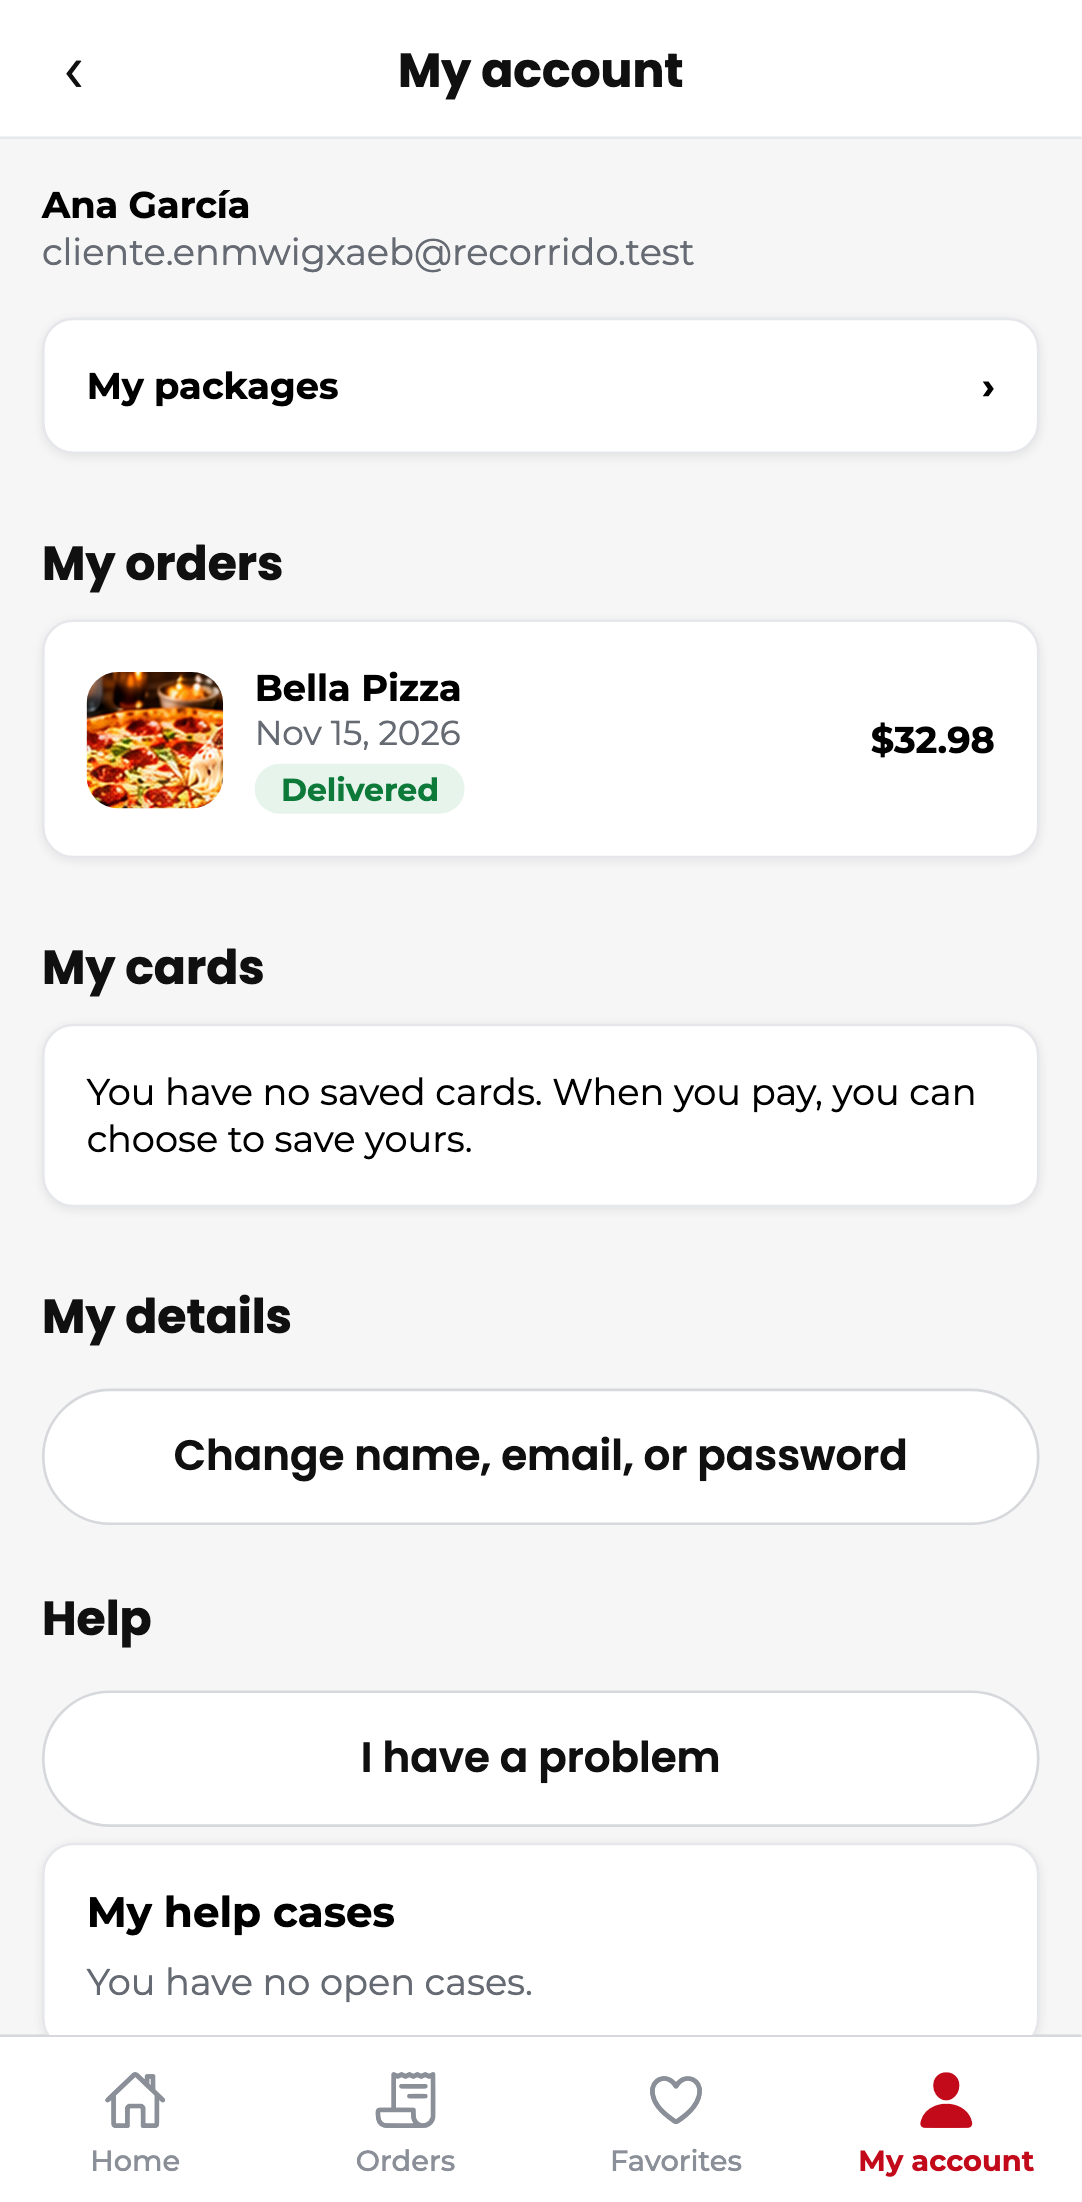 My account
Ana García
cliente.enmwigxaeb@recorrido.test
My packages
My orders
Bella Pizza
Nov 15, 2026
Delivered
$32.98
My cards
You have no saved cards. When you pay, you can
choose to save yours.
My details
Change name, email, or password
Help
I have a problem
My help cases
You have no open cases.
Home
Orders
Favorites
My account